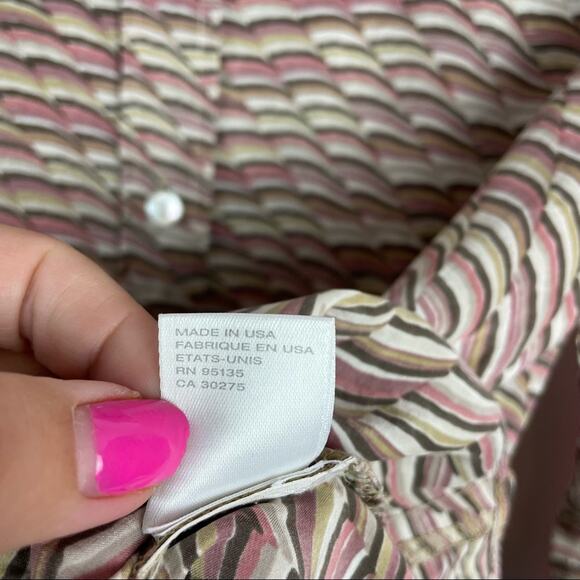 MADE IN USA
FABRIQUE EN USA
ETATS-UNIS
RN 95135
CA 30275